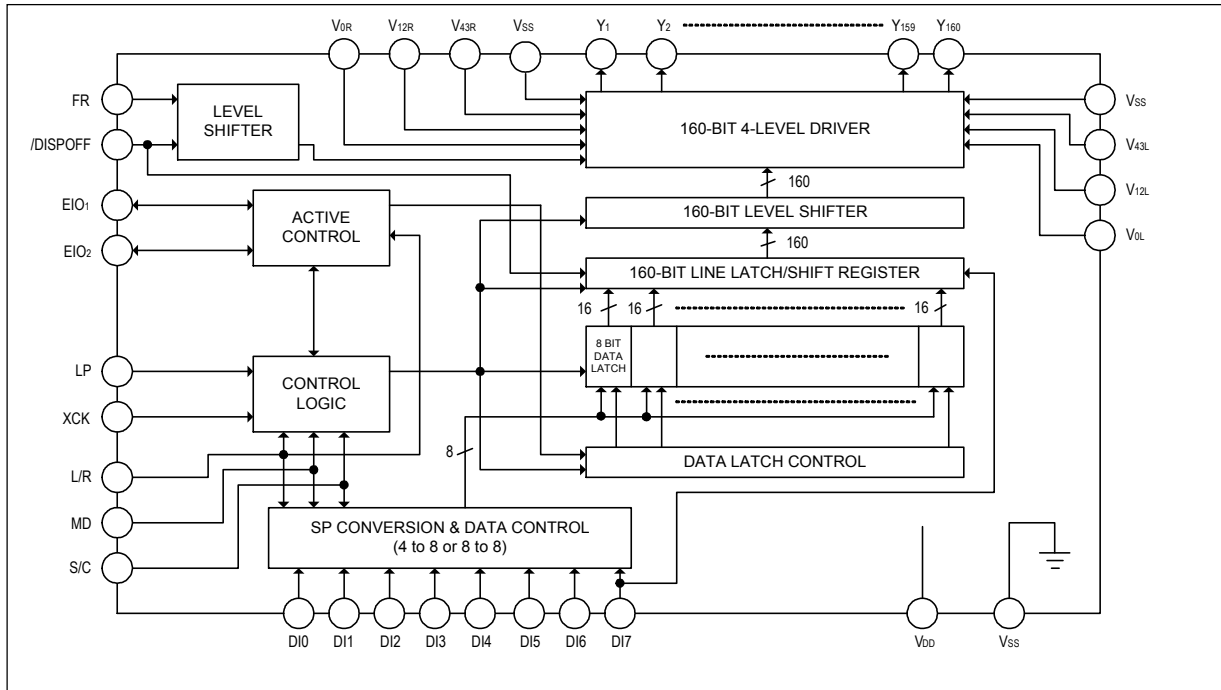 V0R V12R V43R VSS Y1 Y2 Y159 Y160
FR
/DISPOFF
LEVEL
SHIFTER
160-BIT 4-LEVEL DRIVER
VSS
V43L
V12L
V0L
160
EIO1
EIO2
ACTIVE
CONTROL
160-BIT LEVEL SHIFTER
160
160-BIT LINE LATCH/SHIFT REGISTER
16 16 16
LP
XCK
CONTROL
LOGIC
8 BIT
DATA
LATCH
L/R
MD
S/C
8
DATA LATCH CONTROL
SP CONVERSION & DATA CONTROL
(4 to 8 or 8 to 8)
DI0 DI1 DI2 DI3 DI4 DI5 DI6 DI7
VDD VSS